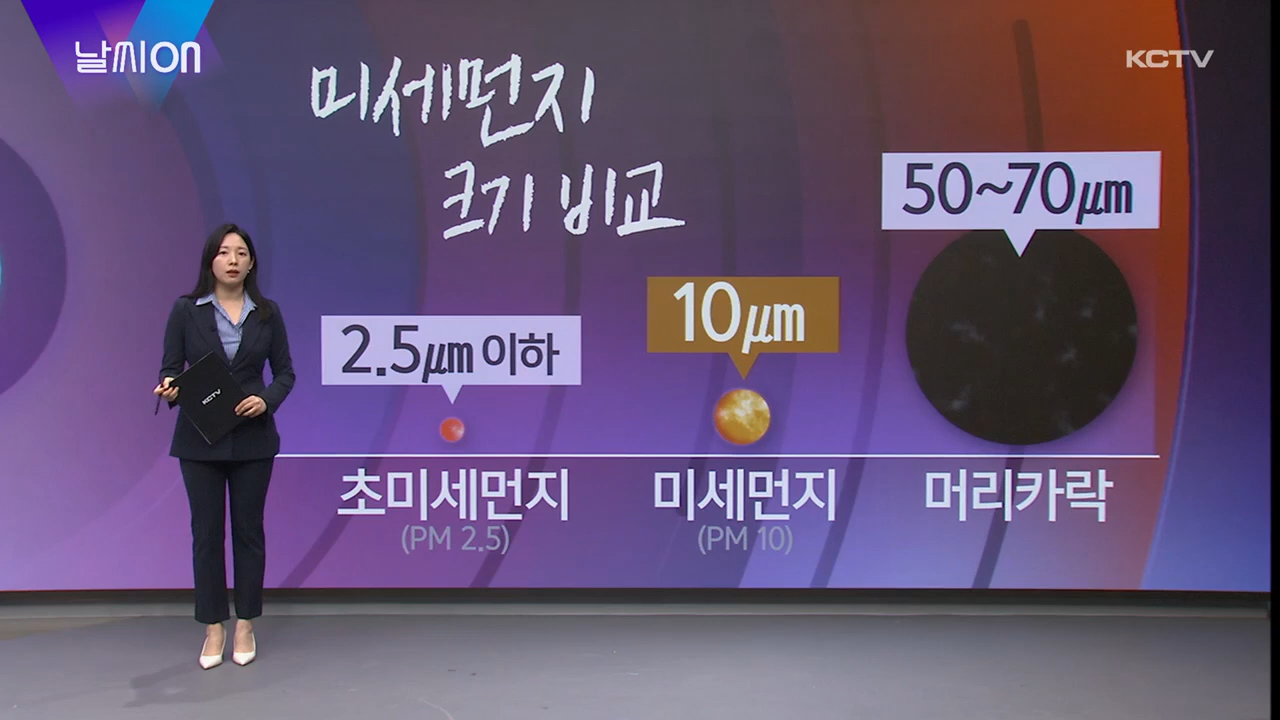 날씨ON
KCTV
미세먼지
크기 비교
2.5㎛ 이하
10㎛
50~70㎛
초미세먼지
(PM 2.5)
미세먼지
(PM 10)
머리카락
KCTV